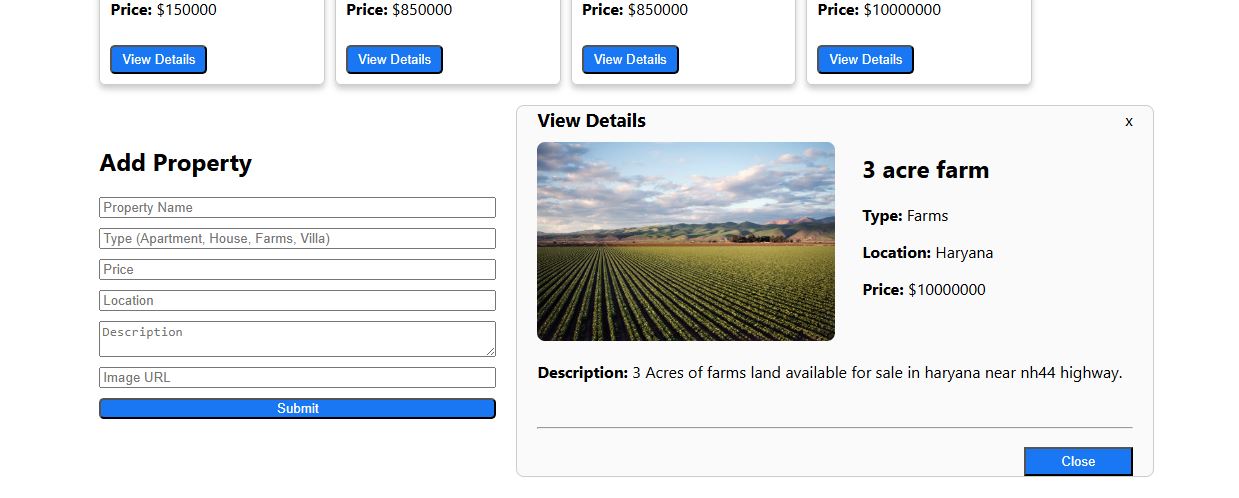 Price: $150000
Price: $850000
Price: $850000
Price: $10000000
View Details
View Details
View Details
View Details
Add Property
Property Name
Type (Apartment, House, Farms, Villa)
Price
Location
Description
Image URL
Submit
View Details
x
3 acre farm
Type: Farms
Location: Haryana
Price: $10000000
Description: 3 Acres of farms land available for sale in haryana near nh44 highway.
Close